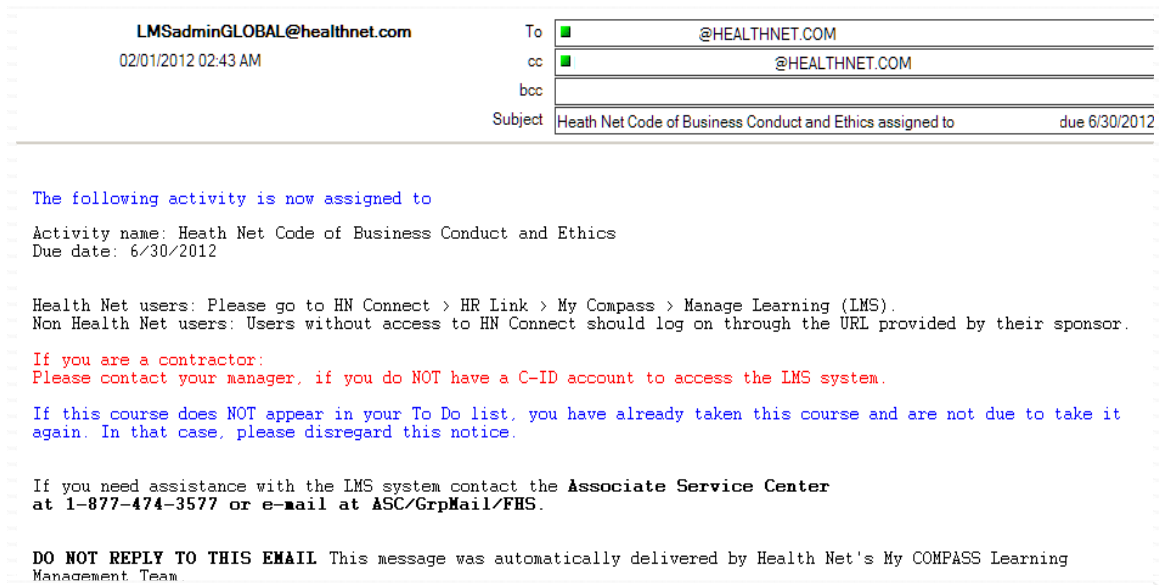 LMSadminGLOBAL@healthnet.com
02/01/2012 02:43 AM
To @HEALTHNET.COM
cc @HEALTHNET.COM
bcc
Subject Heath Net Code of Business Conduct and Ethics assigned to due 6/30/2012
The following activity is now assigned to
Activity name: Heath Net Code of Business Conduct and Ethics
Due date: 6/30/2012
Health Net users: Please go to HN Connect > HR Link > My Compass > Manage Learning (LMS).
Non Health Net users: Users without access to HN Connect should log on through the URL provided by their sponsor.
If you are a contractor:
Please contact your manager, if you do NOT have a C-ID account to access the LMS system.
If this course does NOT appear in your To Do list, you have already taken this course and are not due to take it
again. In that case, please disregard this notice.
If you need assistance with the LMS system contact the Associate Service Center
at 1-877-474-3577 or e-mail at ASC/GrpMail/FHS.
DO NOT REPLY TO THIS EMAIL This message was automatically delivered by Health Net's My COMPASS Learning
Management Team